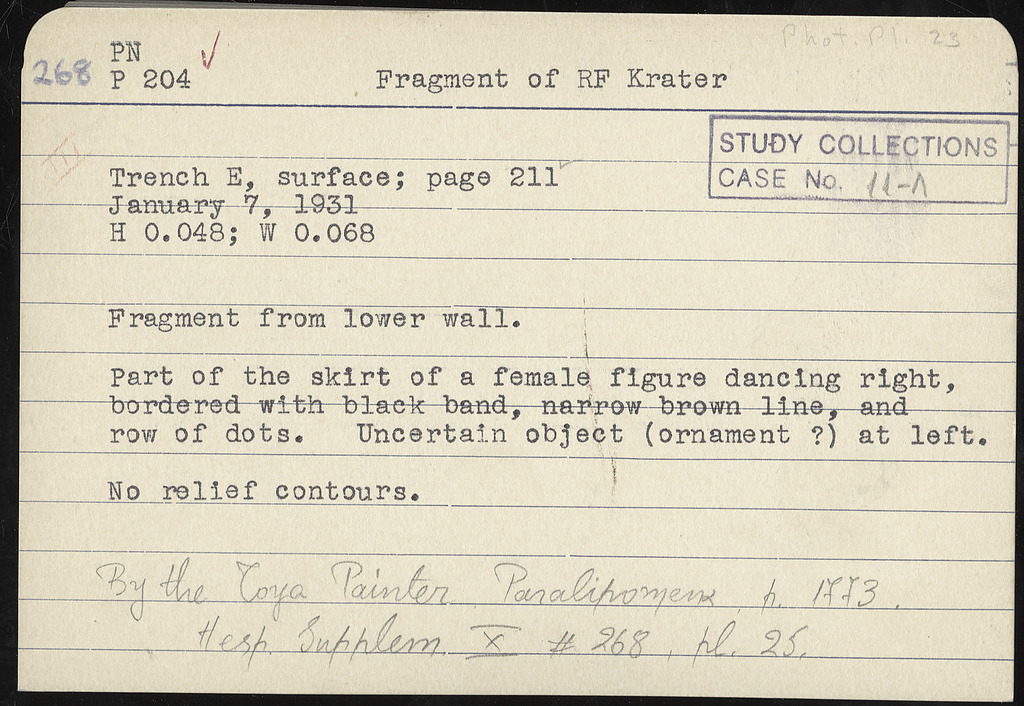 Phot. Pl. 23
PN
268 P 204 ✓ Fragment of RF Krater
STUDY COLLECTIONS
CASE No. 11-A
III
Trench E, surface; page 211
January 7, 1931
H 0.048; W 0.068
Fragment from lower wall.
Part of the skirt of a female figure dancing right,
bordered with black band, narrow brown line, and
row of dots. Uncertain object (ornament ?) at left.
No relief contours.
By the Toya Painter. Paralipomena, p. 1773.
Hesp. Supplem. X # 268, pl. 25.